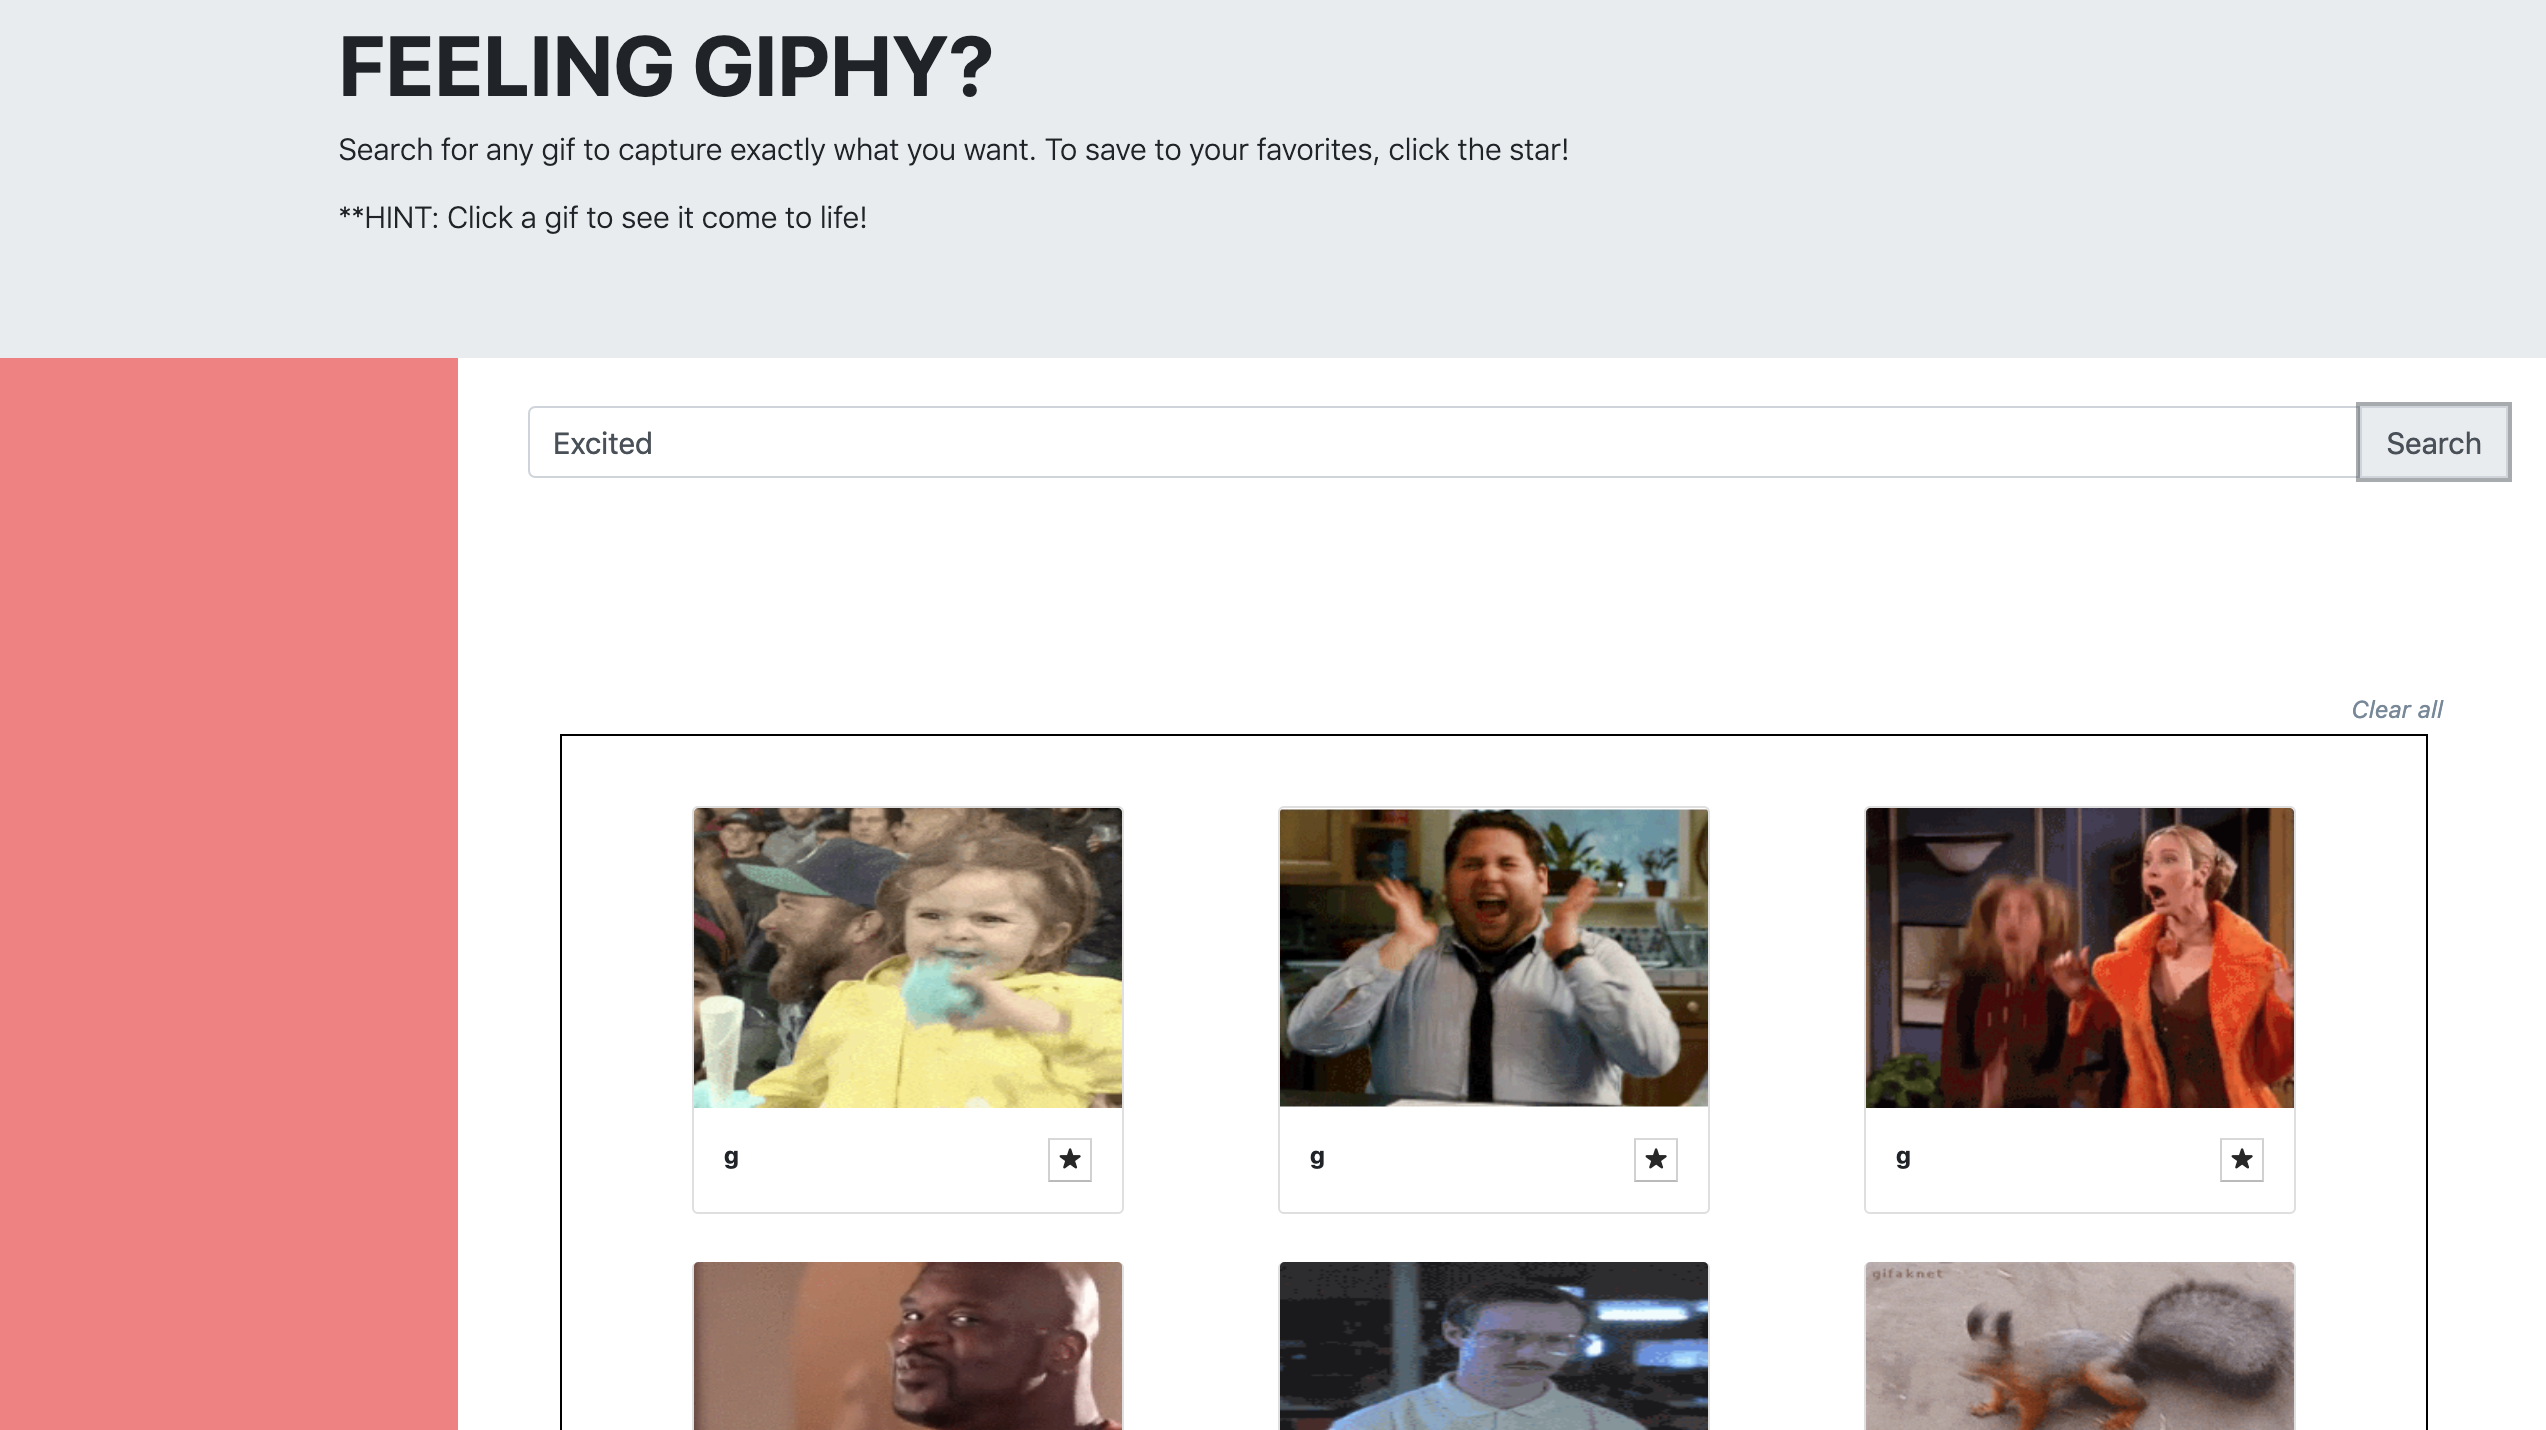 FEELING GIPHY?
Search for any gif to capture exactly what you want. To save to your favorites, click the star!
**HINT: Click a gif to see it come to life!
Excited
Search
Clear all
g
g
g
gifaknet